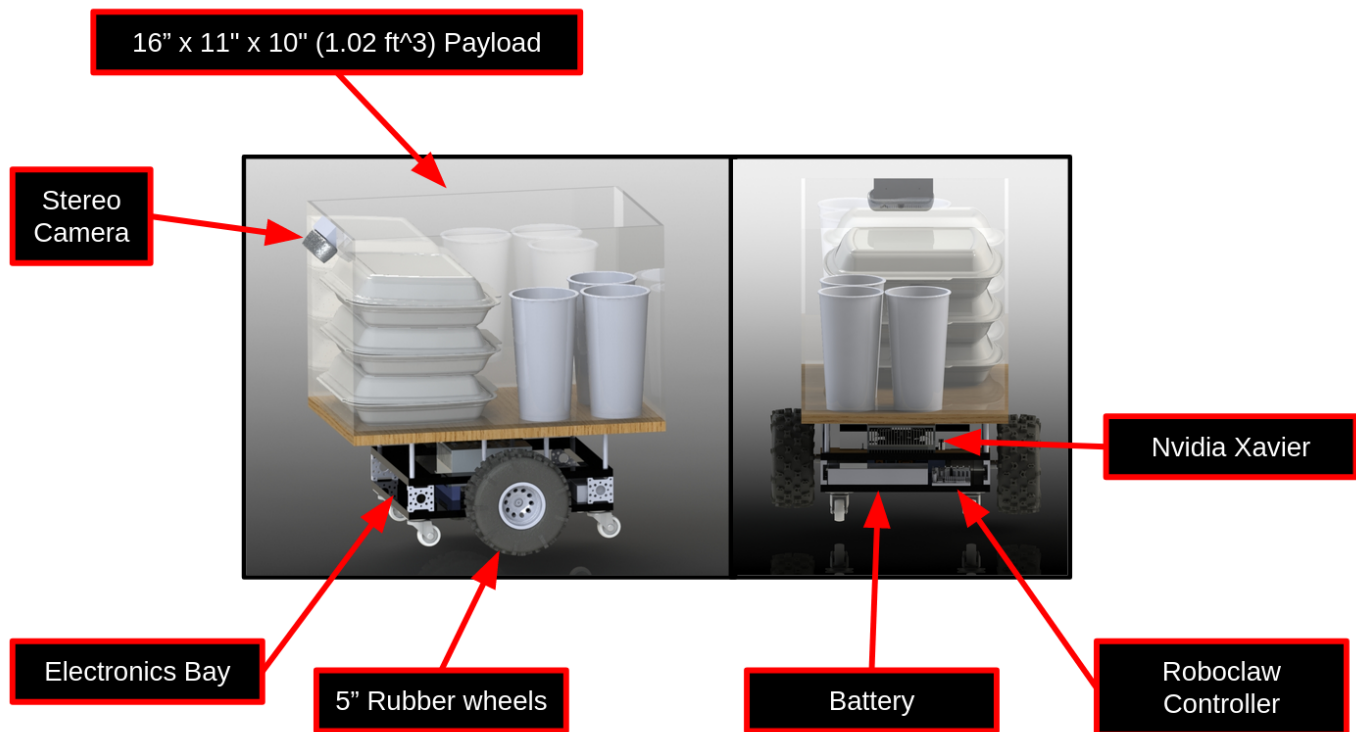 16” x 11" x 10" (1.02 ft^3) Payload
Stereo
Camera
Nvidia Xavier
Electronics Bay
5” Rubber wheels
Battery
Roboclaw
Controller